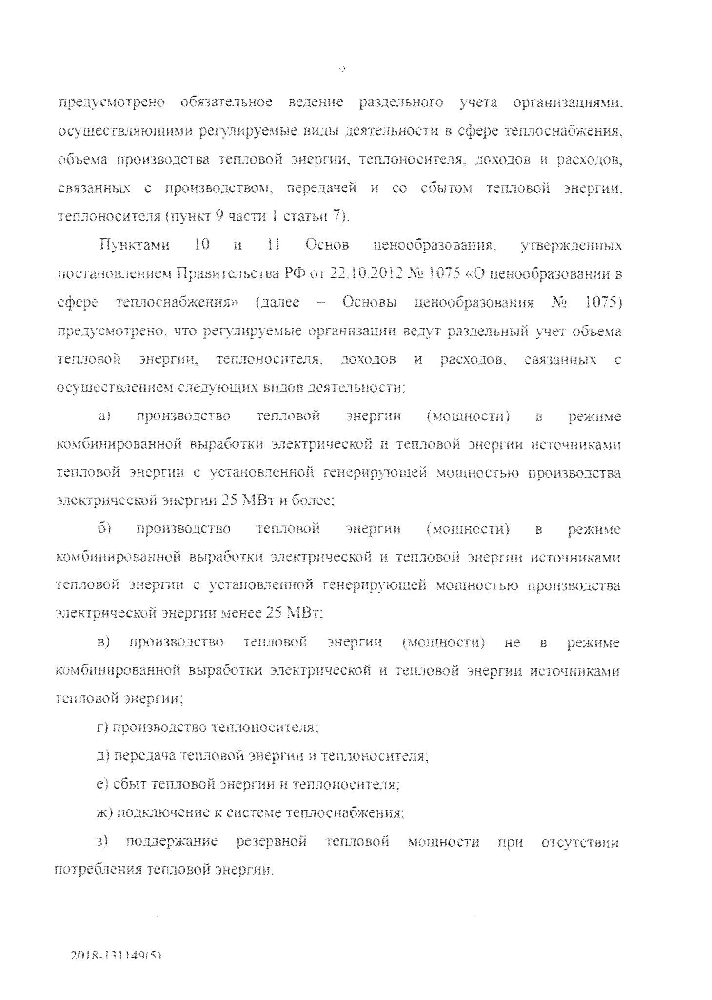 предусмотрено обязательное ведение раздельного учета организациями,
осуществляющими регулируемые виды деятельности в сфере теплоснабжения,
объема производства тепловой энергии, теплоносителя, доходов и расходов,
связанных с производством, передачей и со сбытом тепловой энергии,
теплоносителя (пункт 9 части 1 статьи 7).
Пунктами 10 и 11 Основ ценообразования, утвержденных
постановлением Правительства РФ от 22.10.2012 № 1075 «О ценообразовании в
сфере теплоснабжения» (далее – Основы ценообразования № 1075)
предусмотрено, что регулируемые организации ведут раздельный учет объема
тепловой энергии, теплоносителя, доходов и расходов, связанных с
осуществлением следующих видов деятельности:
а) производство тепловой энергии (мощности) в режиме
комбинированной выработки электрической и тепловой энергии источниками
тепловой энергии с установленной генерирующей мощностью производства
электрической энергии 25 МВт и более;
б) производство тепловой энергии (мощности) в режиме
комбинированной выработки электрической и тепловой энергии источниками
тепловой энергии с установленной генерирующей мощностью производства
электрической энергии менее 25 МВт;
в) производство тепловой энергии (мощности) не в режиме
комбинированной выработки электрической и тепловой энергии источниками
тепловой энергии;
г) производство теплоносителя;
д) передача тепловой энергии и теплоносителя;
е) сбыт тепловой энергии и теплоносителя;
ж) подключение к системе теплоснабжения;
з) поддержание резервной тепловой мощности при отсутствии
потребления тепловой энергии.
2018-131149(5)